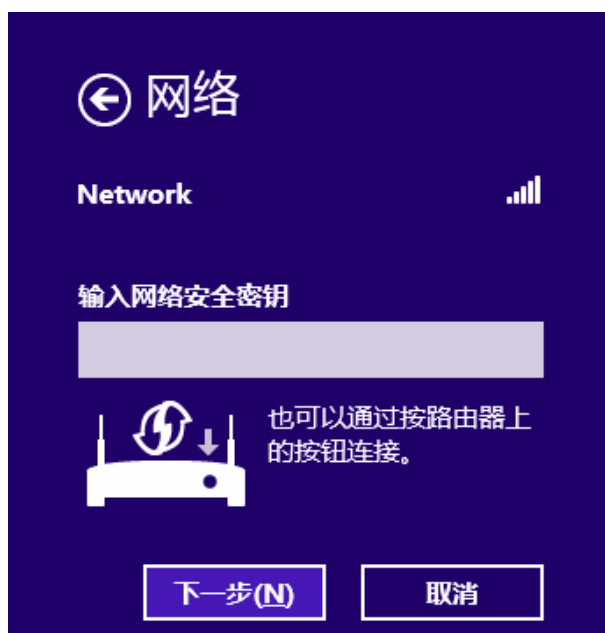 网络
Network
输入网络安全密钥
也可以通过按路由器上
的按钮连接。
下一步(N)
取消